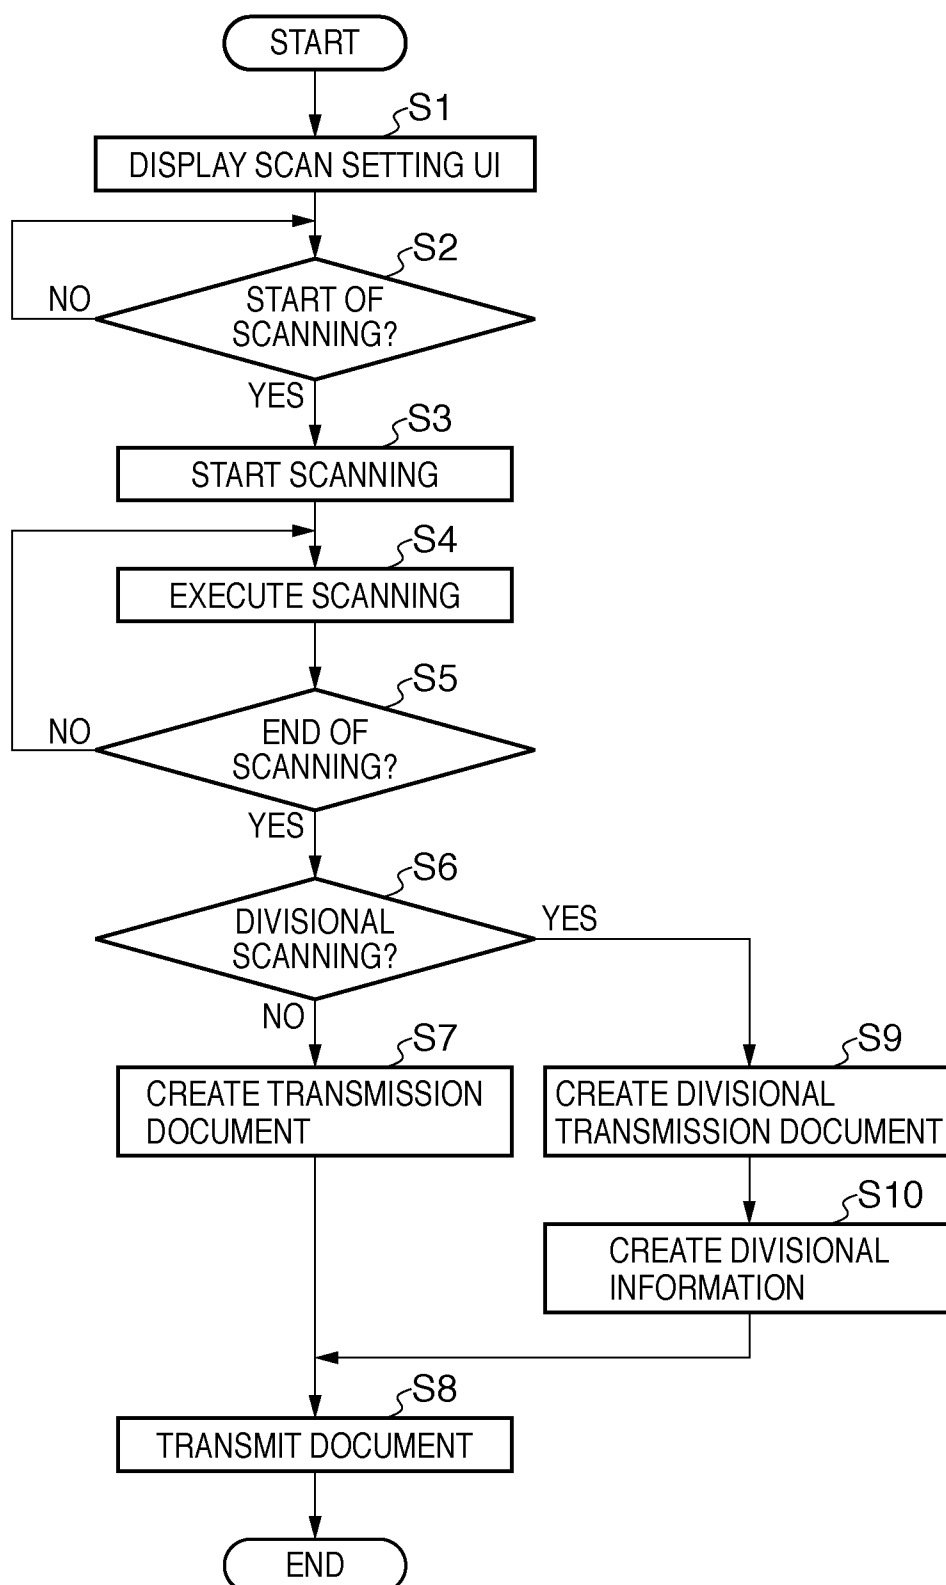 START
S1
DISPLAY SCAN SETTING UI
S2
START OF
SCANNING?
NO
YES
S3
START SCANNING
S4
EXECUTE SCANNING
S5
END OF
SCANNING?
NO
YES
S6
DIVISIONAL
SCANNING?
YES
NO
S7
CREATE TRANSMISSION
DOCUMENT
S9
CREATE DIVISIONAL
TRANSMISSION DOCUMENT
S10
CREATE DIVISIONAL
INFORMATION
S8
TRANSMIT DOCUMENT
END